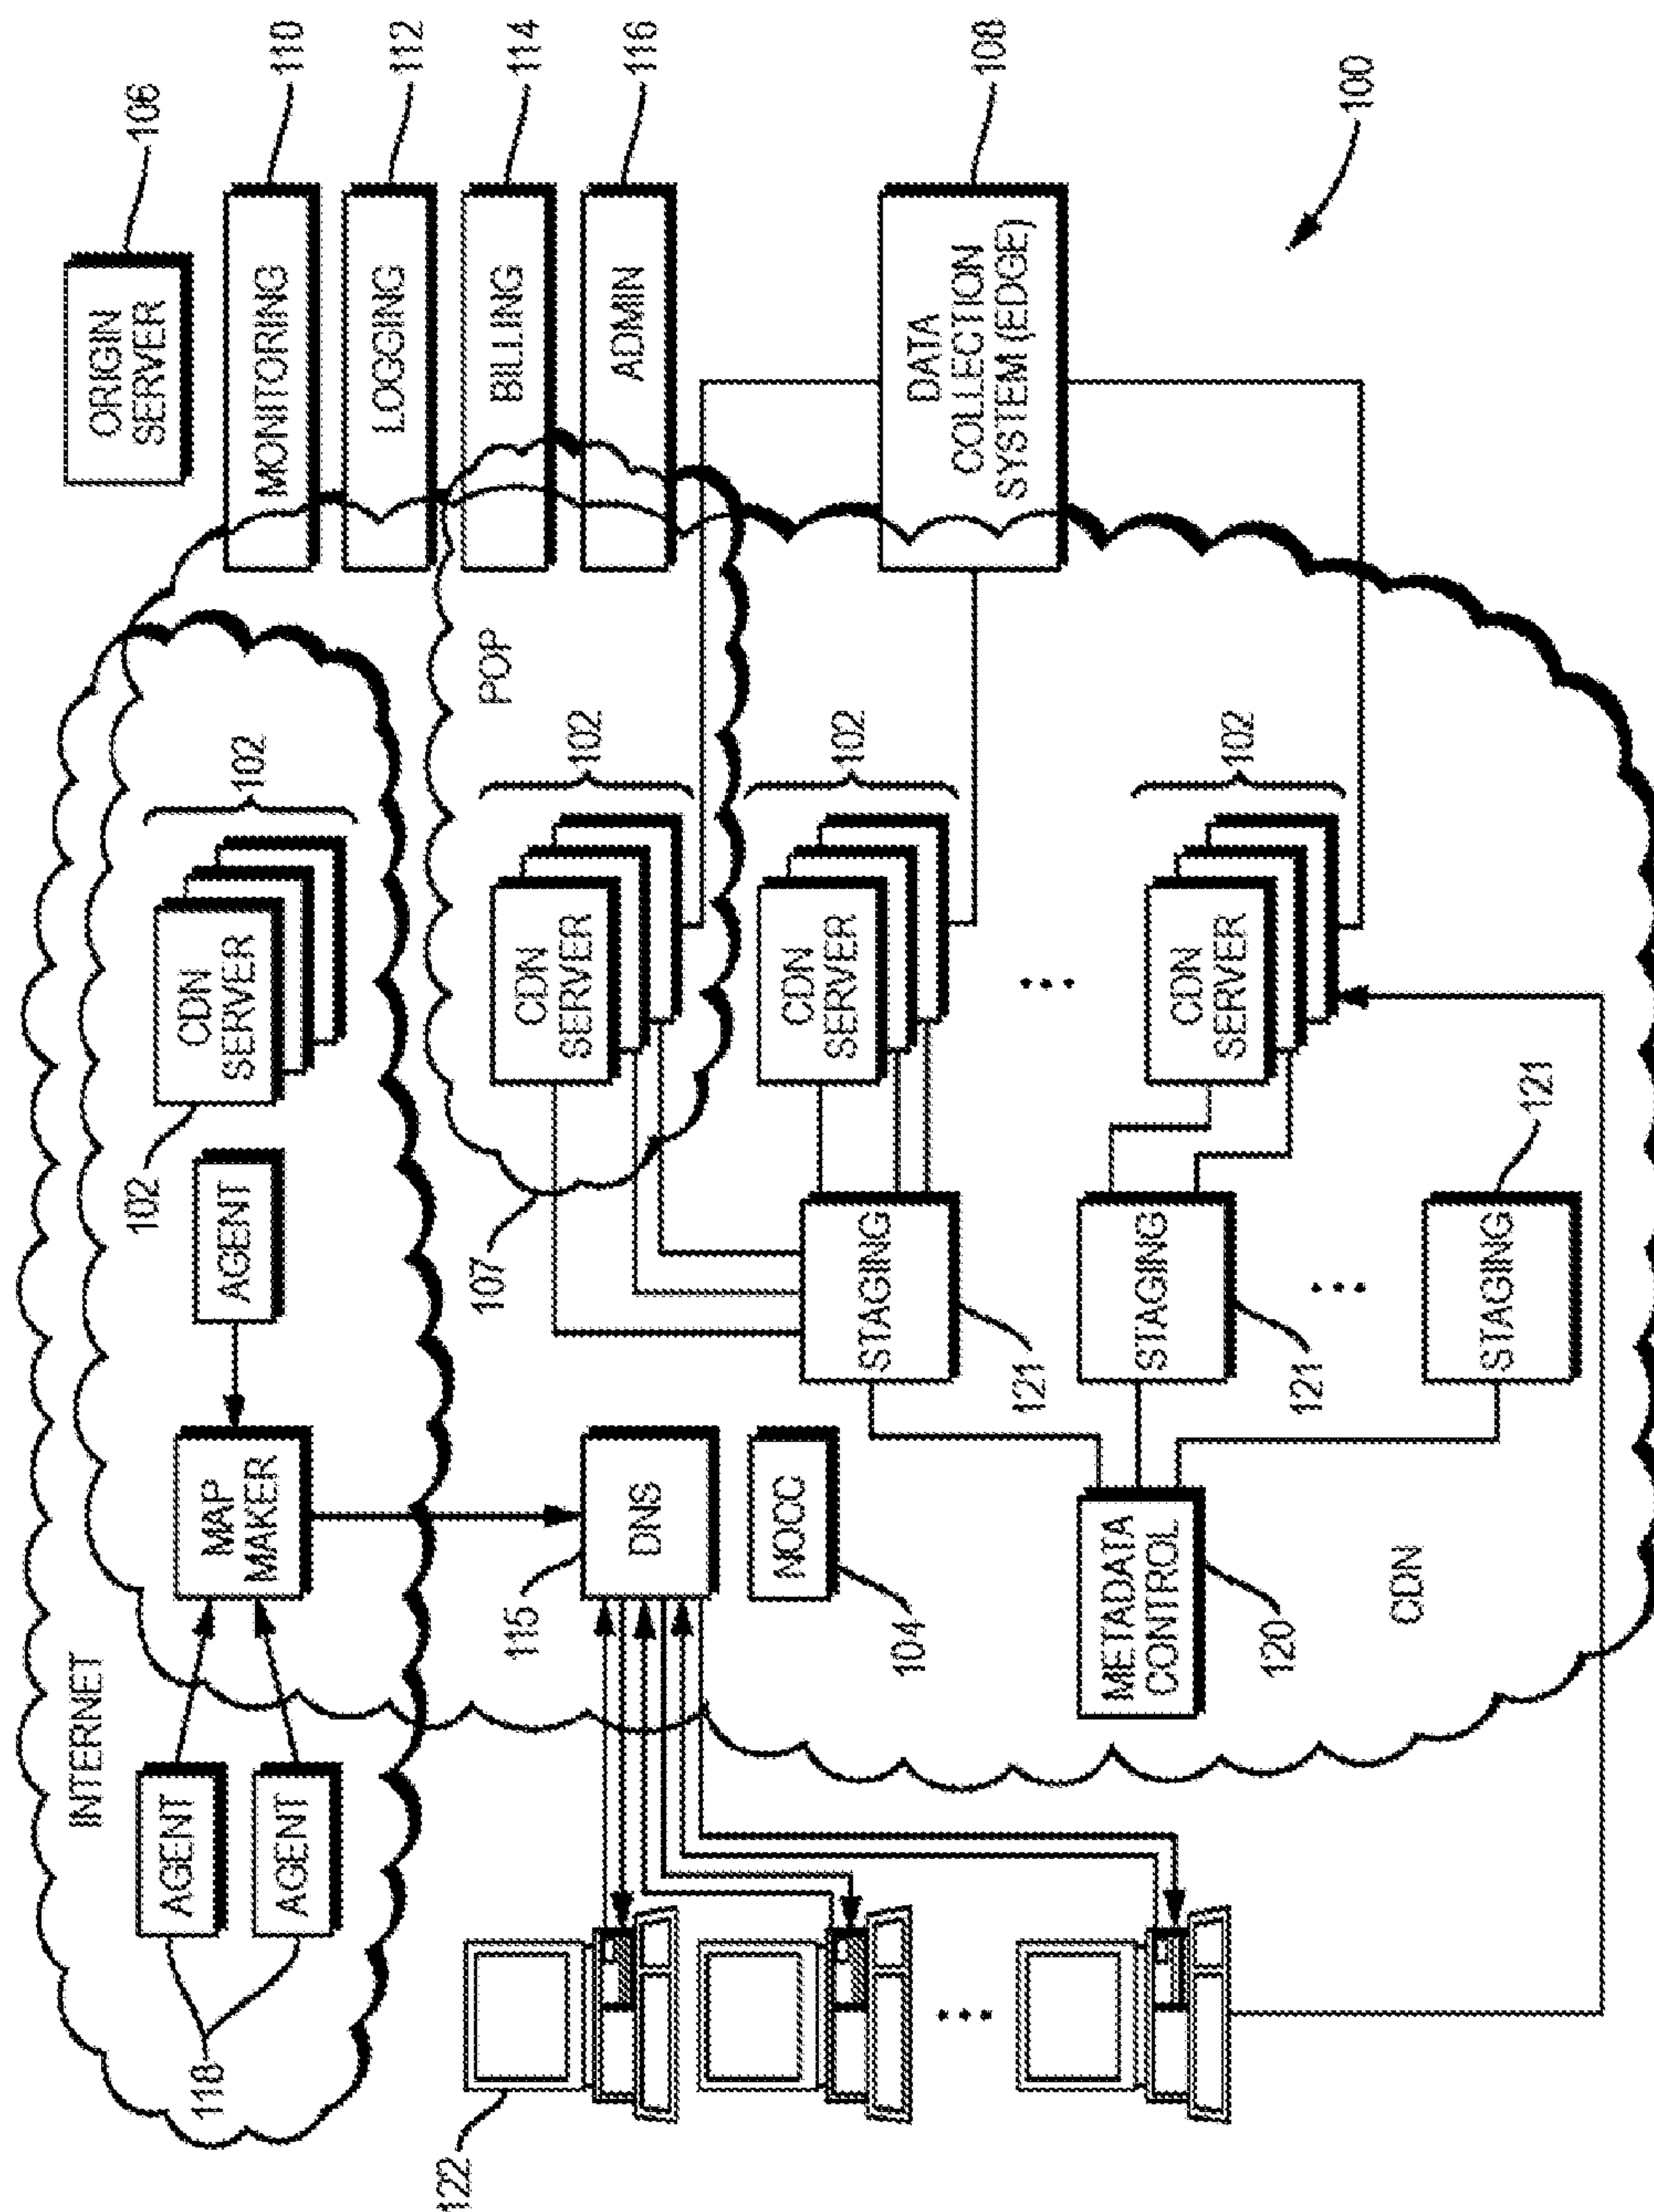 INTERNET
AGENT
AGENT
118
MAP
MAKER
AGENT
102
CDN
SERVER
102
ORIGIN
SERVER
106
MONITORING
110
LOGGING
112
BILLING
114
ADMIN
116
POP
107
CDN
SERVER
102
122
115
DNS
NOCC
104
STAGING
121
CDN
SERVER
102
DATA
COLLECTION
SYSTEM (EDGE)
108
METADATA
CONTROL
120
STAGING
121
CDN
SERVER
102
STAGING
121
CDN
100